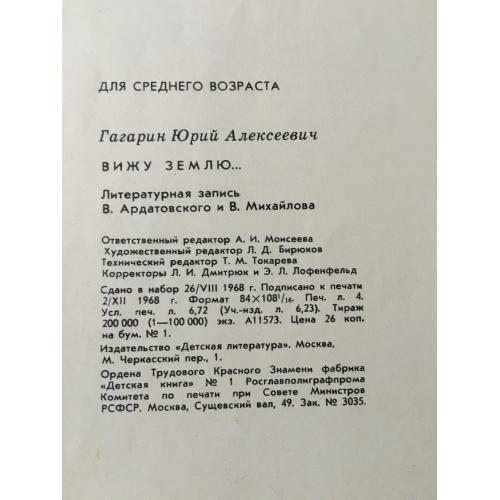 ДЛЯ СРЕДНЕГО ВОЗРАСТА
Гагарин Юрий Алексеевич
ВИЖУ ЗЕМЛЮ...
Литературная запись
В. Ардатовского и В. Михайлова
Ответственный редактор А. И. Моисеева
Художественный редактор Л. Д. Бирюков
Технический редактор Т. М. Токарева
Корректоры Л. И. Дмитрюк и Э. Л. Лофенфельд
Сдано в набор 26/VIII 1968 г. Подписано к печати
2/XII 1968 г. Формат 84×108¹/₁₆. Печ. л. 4.
Усл. печ. л. 6,72 (Уч.-изд. л. 6,23). Тираж
200 000 (1—100 000) экз. А11573. Цена 26 коп.
на бум. № 1.
Издательство «Детская литература». Москва,
М. Черкасский пер., 1.
Ордена Трудового Красного Знамени фабрика
«Детская книга» № 1 Росглавполиграфпрома
Комитета по печати при Совете Министров
РСФСР. Москва, Сущевский вал, 49. Зак. № 3035.